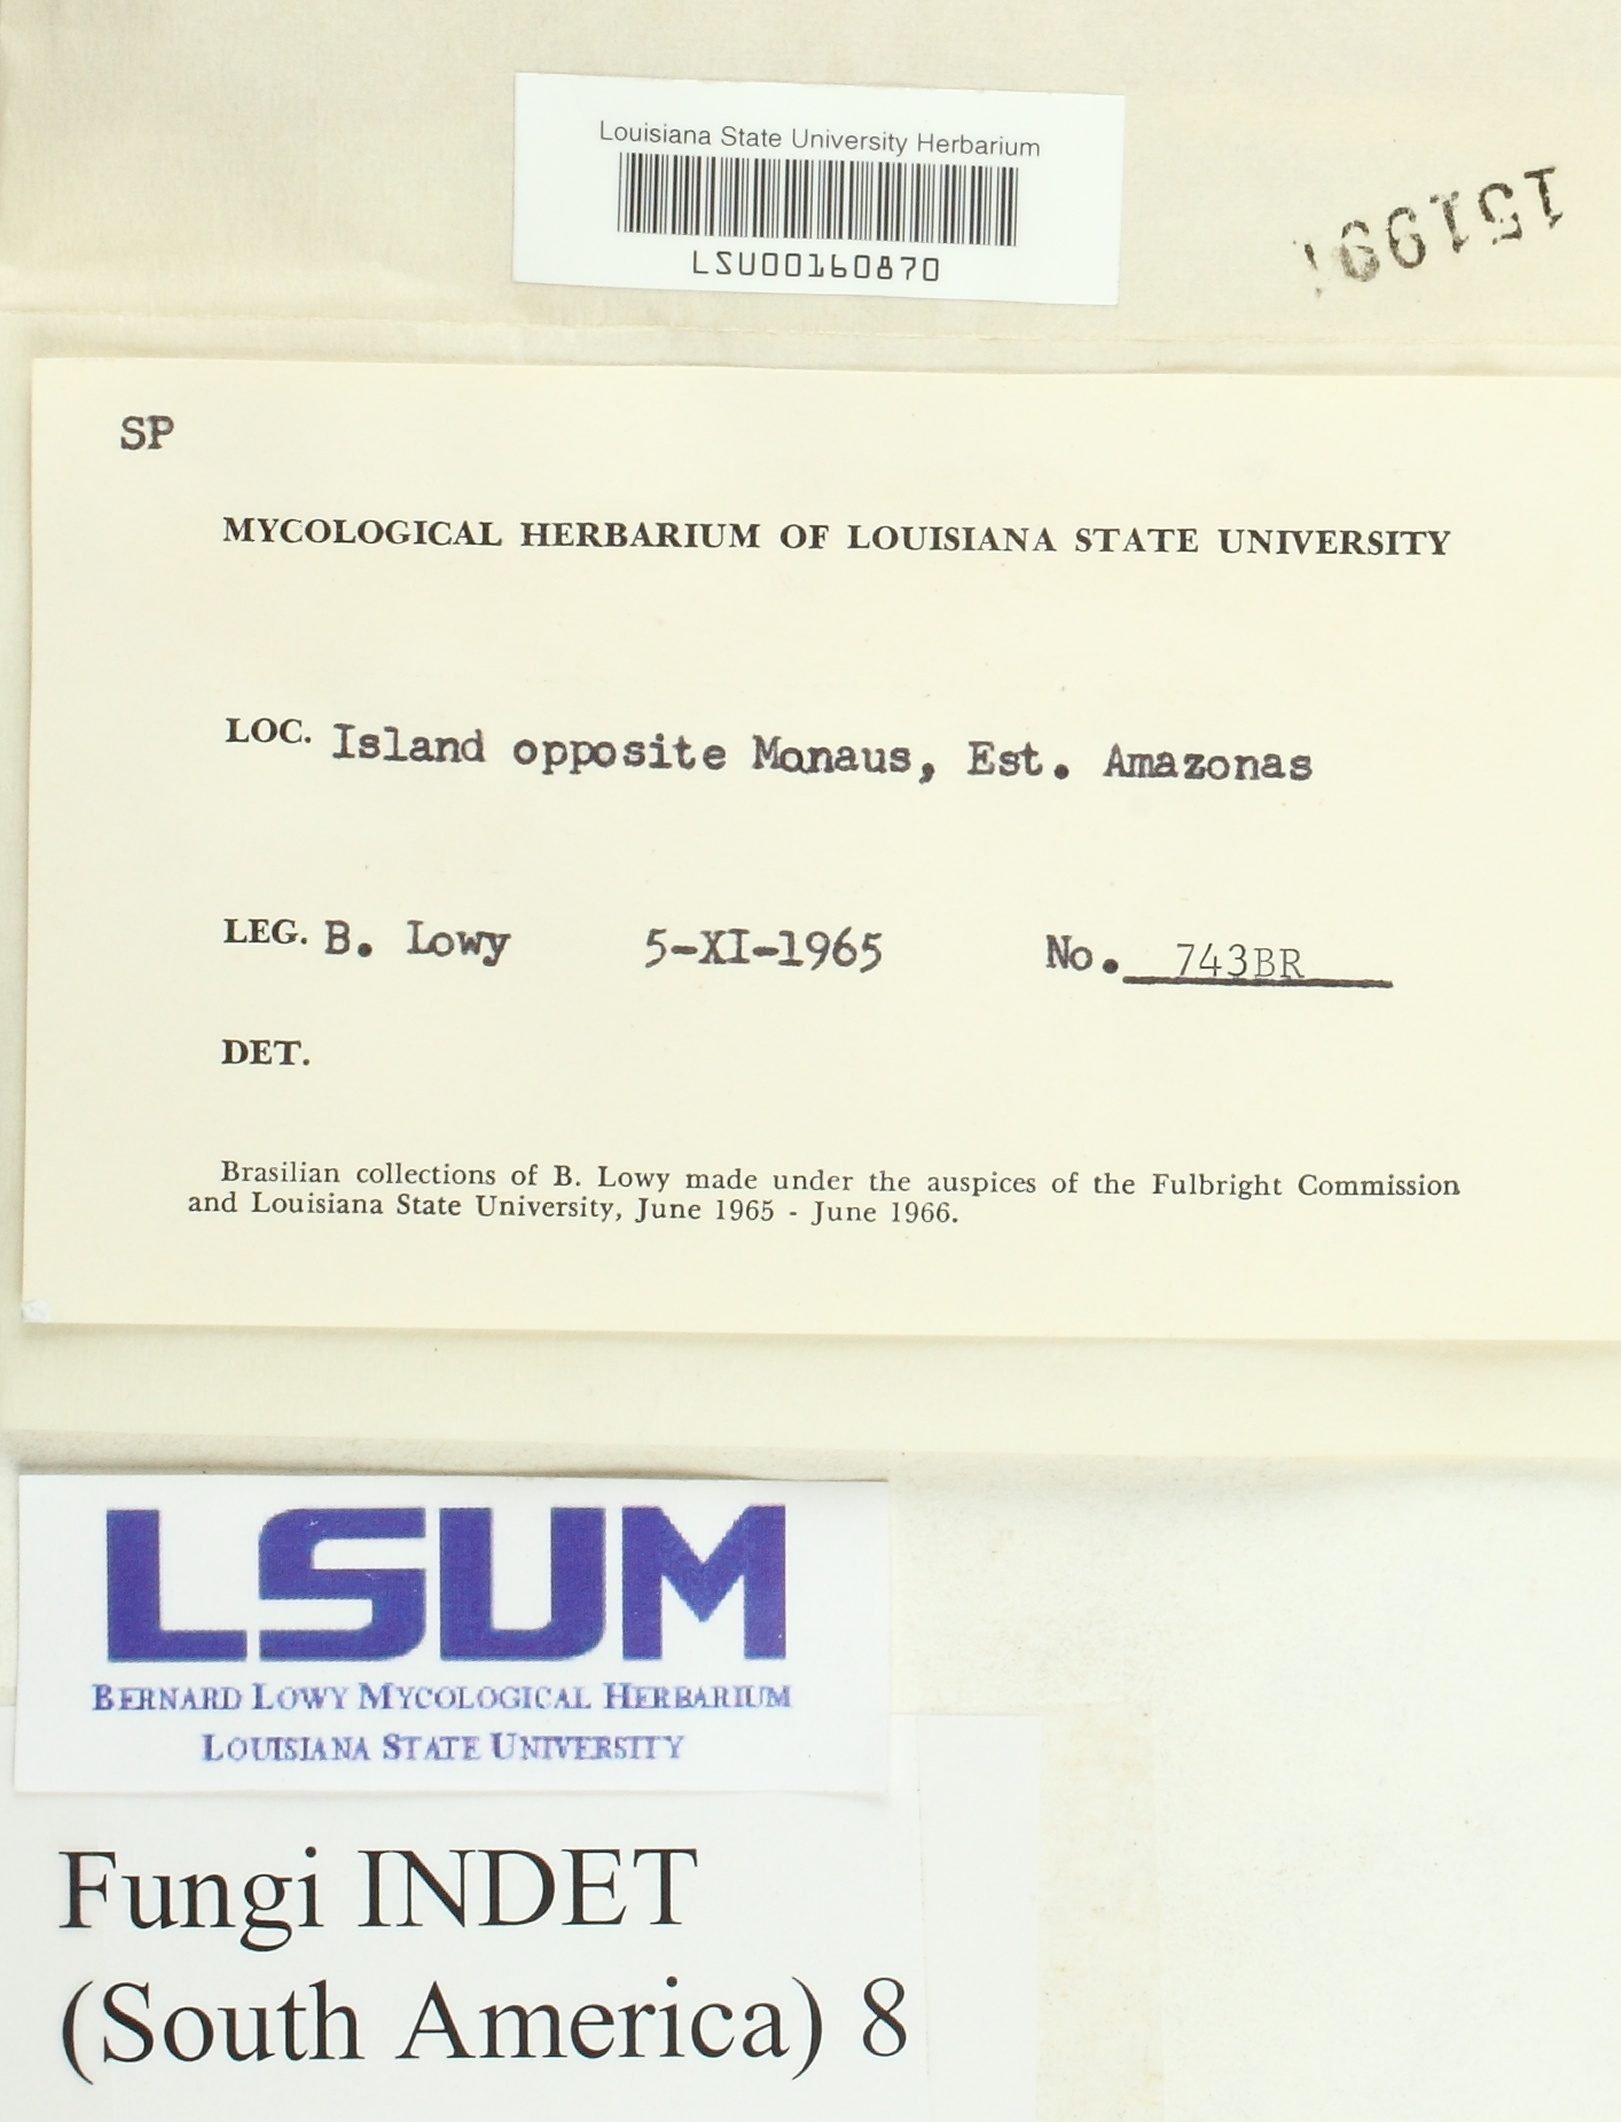 Louisiana State University Herbarium
LSU00160870
SP
MYCOLOGICAL HERBARIUM OF LOUISIANA STATE UNIVERSITY
LOC. Island opposite Manaus, Est. Amazonas
LEG. B. Lowy 5-XI-1965 No. 743BR
DET.
Brasilian collections of B. Lowy made under the auspices of the Fulbright Commission
and Louisiana State University, June 1965 - June 1966.
LSUM
BERNARD LOWY MYCOLOGICAL HERBARIUM
LOUISIANA STATE UNIVERSITY
Fungi INDET
(South America) 8